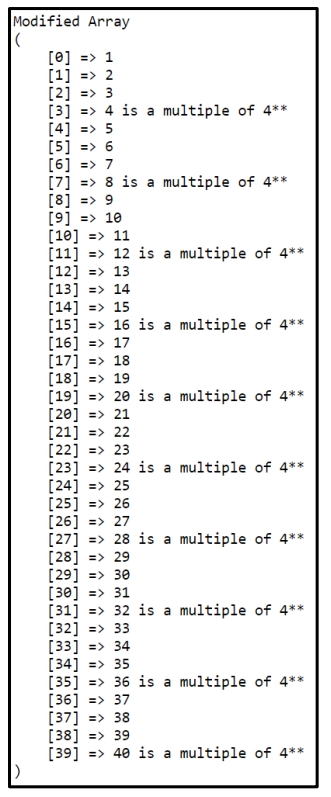 Modified Array
(
    [0] => 1
    [1] => 2
    [2] => 3
    [3] => 4 is a multiple of 4**
    [4] => 5
    [5] => 6
    [6] => 7
    [7] => 8 is a multiple of 4**
    [8] => 9
    [9] => 10
    [10] => 11
    [11] => 12 is a multiple of 4**
    [12] => 13
    [13] => 14
    [14] => 15
    [15] => 16 is a multiple of 4**
    [16] => 17
    [17] => 18
    [18] => 19
    [19] => 20 is a multiple of 4**
    [20] => 21
    [21] => 22
    [22] => 23
    [23] => 24 is a multiple of 4**
    [24] => 25
    [25] => 26
    [26] => 27
    [27] => 28 is a multiple of 4**
    [28] => 29
    [29] => 30
    [30] => 31
    [31] => 32 is a multiple of 4**
    [32] => 33
    [33] => 34
    [34] => 35
    [35] => 36 is a multiple of 4**
    [36] => 37
    [37] => 38
    [38] => 39
    [39] => 40 is a multiple of 4**
)